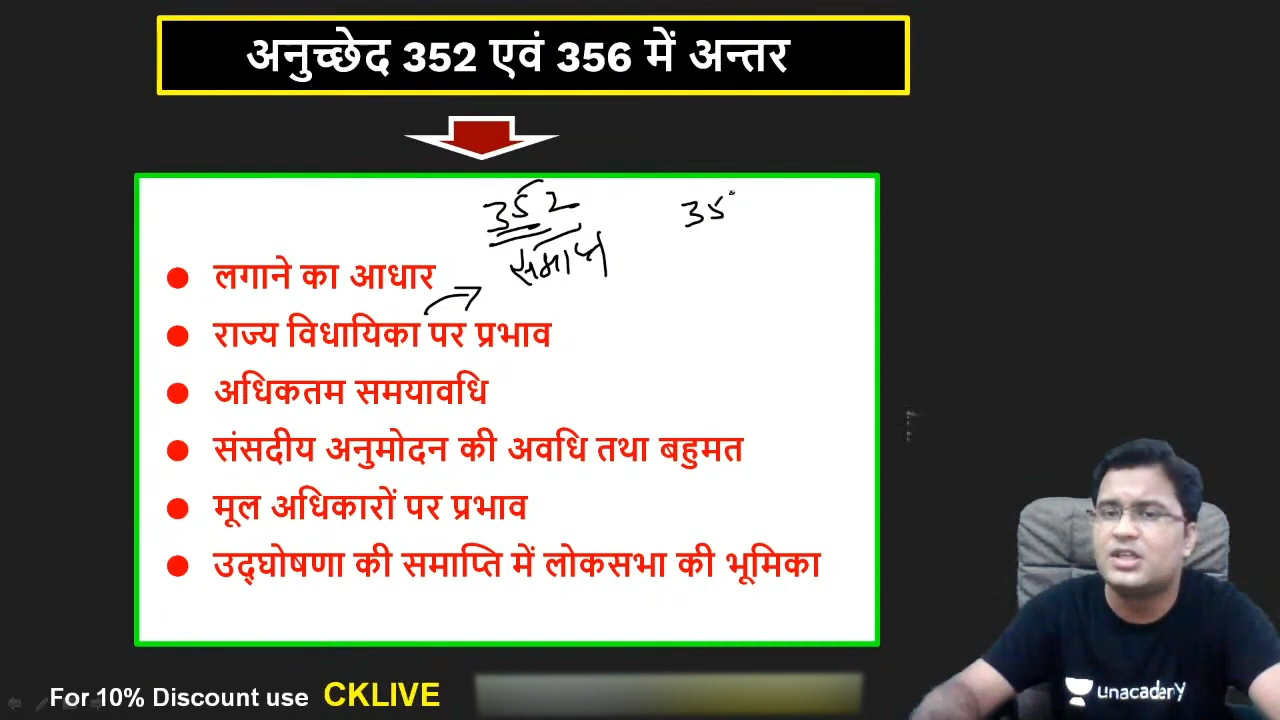 अनुच्छेद 352 एवं 356 में अन्तर
352
35
लगाने का आधार
राज्य विधायिका पर प्रभाव
अधिकतम समयावधि
संसदीय अनुमोदन की अवधि तथा बहुमत
मूल अधिकारों पर प्रभाव
उद्घोषणा की समाप्ति में लोकसभा की भूमिका
unacademy
For 10% Discount use CKLIVE